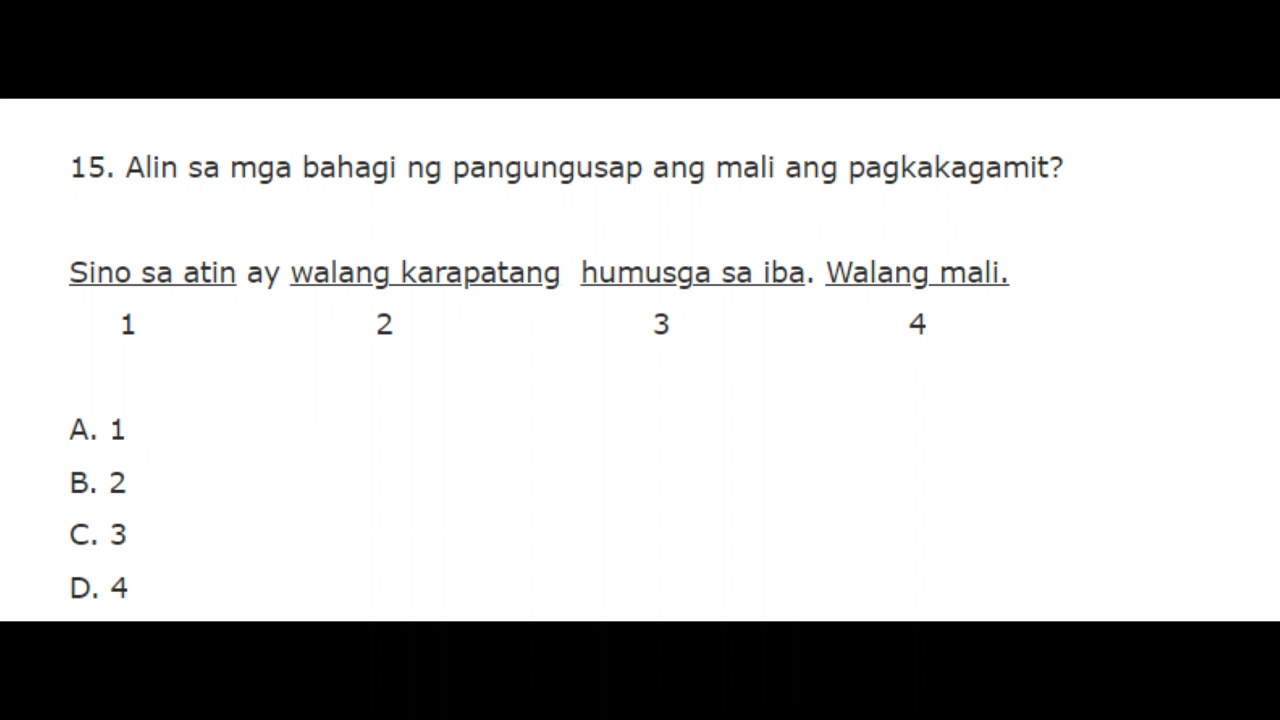 15. Alin sa mga bahagi ng pangungusap ang mali ang pagkakagamit?
Sino sa atin ay walang karapatang humusga sa iba. Walang mali.
1 2 3 4
A. 1
B. 2
C. 3
D. 4